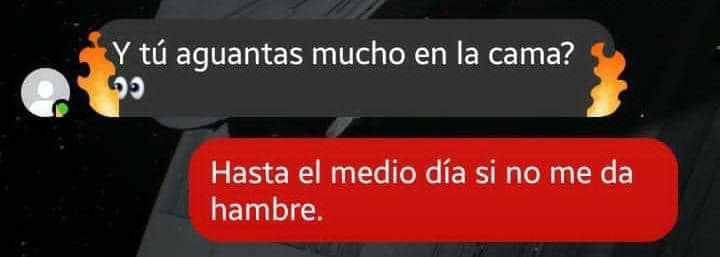 Y tú aguantas mucho en la cama?
👀
Hasta el medio día si no me da
hambre.